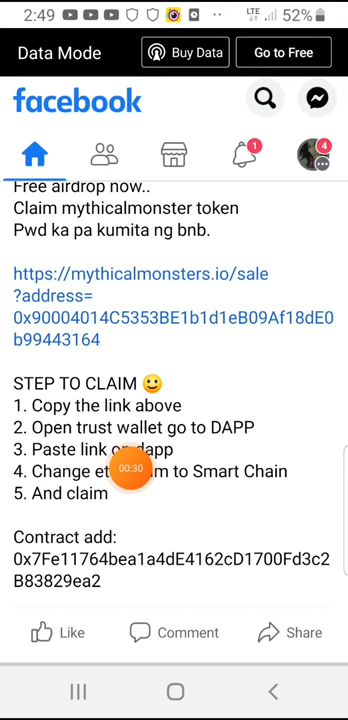 2:49
LTE
52%
Data Mode
Buy Data
Go to Free
facebook
1
4
Free airdrop now..
Claim mythicalmonster token
Pwd ka pa kumita ng bnb.
https://mythicalmonsters.io/sale
?address=
0x90004014C5353BE1b1d1eB09Af18dE0
b99443164
STEP TO CLAIM
1. Copy the link above
2. Open trust wallet go to DAPP
3. Paste link on dapp
4. Change et m to Smart Chain
5. And claim
00:30
Contract add:
0x7Fe11764bea1a4dE4162cD1700Fd3c2
B83829ea2
Like
Comment
Share